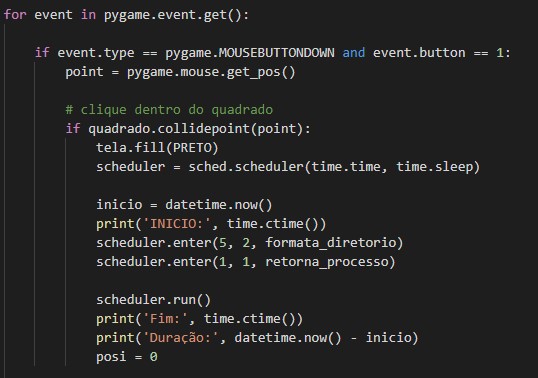 for event in pygame.event.get():
if event.type == pygame.MOUSEBUTTONDOWN and event.button == 1:
point = pygame.mouse.get_pos()
# clique dentro do quadrado
if quadrado.collidepoint(point):
tela.fill(PRETO)
scheduler = sched.scheduler(time.time, time.sleep)
inicio = datetime.now()
print('INICIO:', time.ctime())
scheduler.enter(5, 2, formata_diretorio)
scheduler.enter(1, 1, retorna_processo)
scheduler.run()
print('Fim:', time.ctime())
print('Duração:', datetime.now() - inicio)
posi = 0